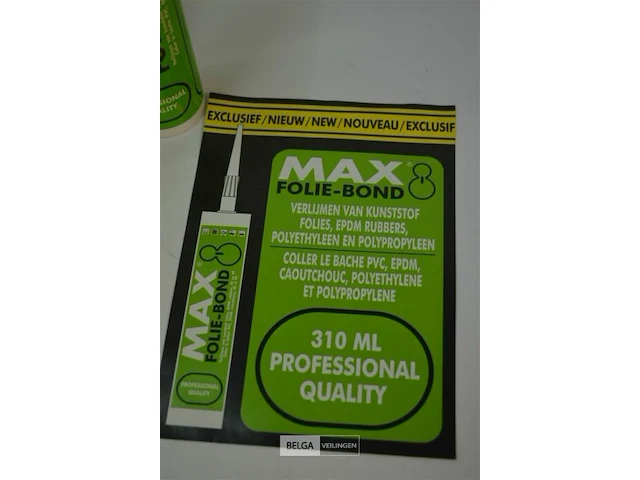 EXCLUSIEF/NIEUW/NEW/NOUVEAU/EXCLUSIF
MAX®
FOLIE-BOND
VERLIJMEN VAN KUNSTSTOF
FOLIES, EPDM RUBBERS,
POLYETHYLEEN EN POLYPROPYLEEN
COLLER LE BACHE PVC, EPDM,
CAOUTCHOUC, POLYETHYLENE
ET POLYPROPYLENE
310 ML
PROFESSIONAL
QUALITY
MAX
FOLIE-BOND
PROFESSIONAL
QUALITY
PROFESSIONAL
QUALITY
BELGA VEILINGEN